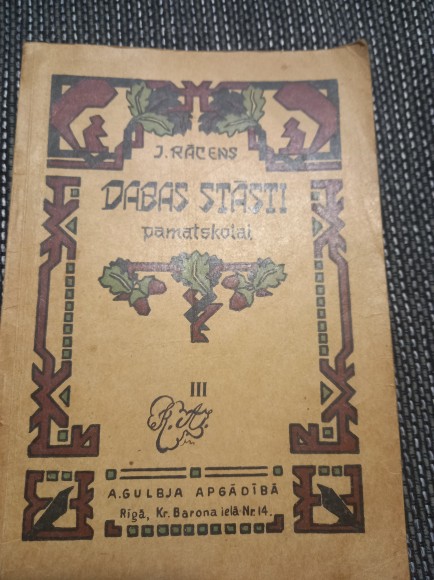 J. RĀCENS
DABAS STĀSTI
pamatskolai
III
A. GULBJA APGĀDĪBĀ
Rīgā, Kr. Barona ielā Nr. 14.